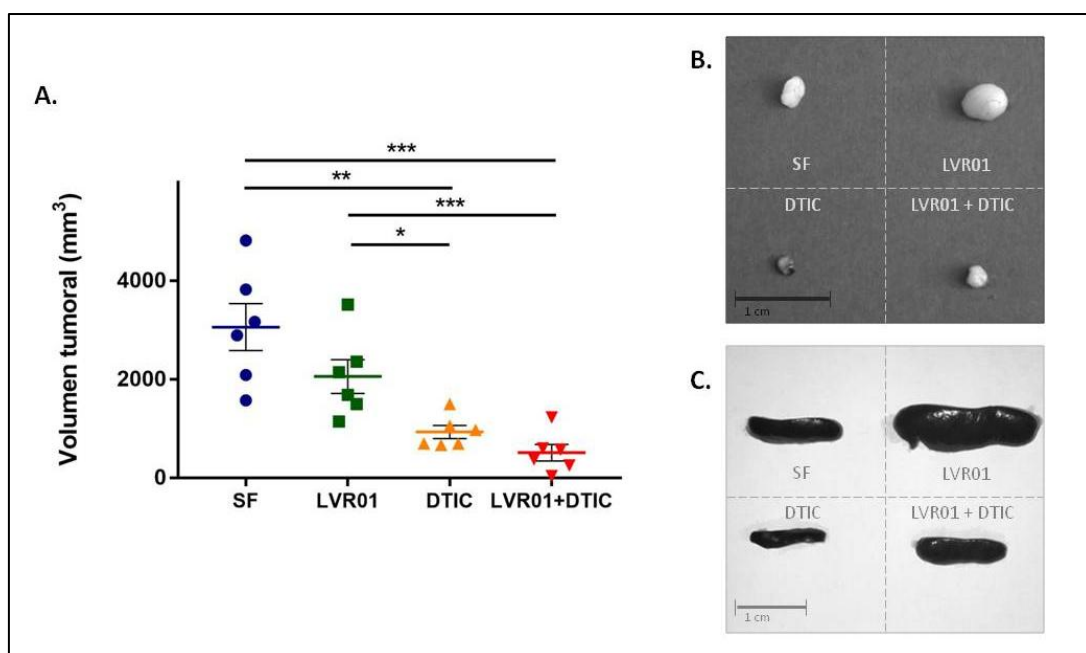 A.
***
**
***
*
Volumen tumoral (mm³)
4000
2000
0
SF
LVR01
DTIC
LVR01+DTIC
B.
SF
LVR01
DTIC
LVR01 + DTIC
1 cm
C.
SF
LVR01
DTIC
LVR01 + DTIC
1 cm